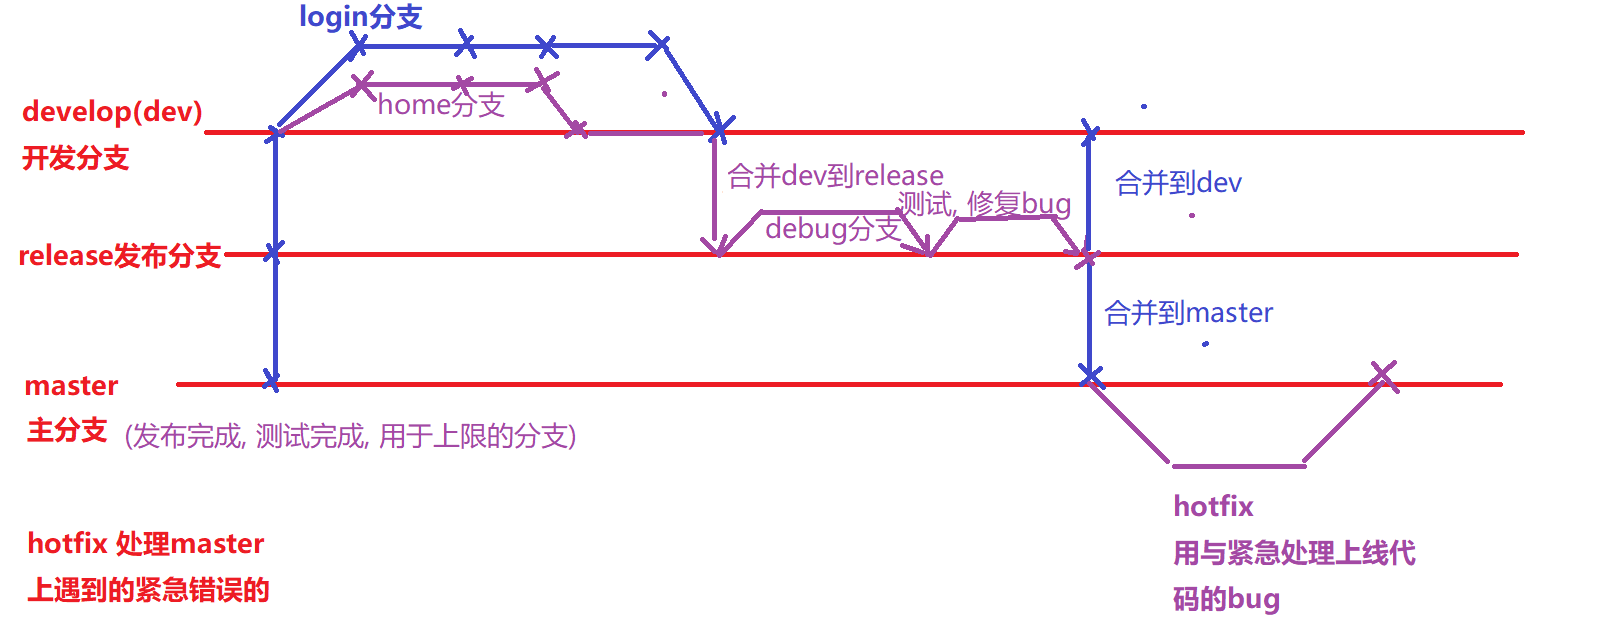 login分支
home分支
develop(dev)
开发分支
合并dev到release
测试, 修复bug
debug分支
合并到dev
release发布分支
合并到master
master
主分支
(发布完成, 测试完成, 用于上限的分支)
hotfix
用与紧急处理上线代
码的bug
hotfix 处理master
上遇到的紧急错误的